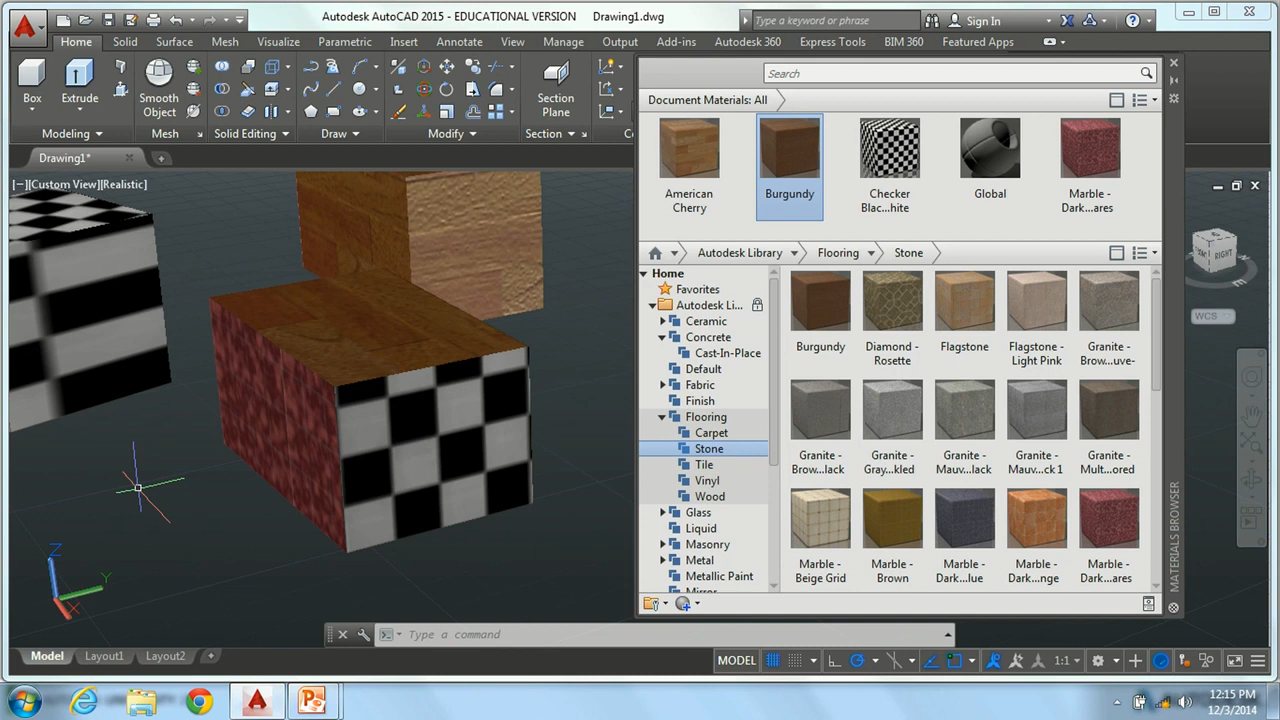 Autodesk AutoCAD 2015 - EDUCATIONAL VERSION Drawing1.dwg
Type a keyword or phrase
Sign In
Home Solid Surface Mesh Visualize Parametric Insert Annotate View Manage Output Add-ins Autodesk 360 Express Tools BIM 360 Featured Apps
Box
Extrude
Smooth
Object
Section
Plane
Modeling Mesh Solid Editing Draw Modify Section
Drawing1*
[−][Custom View][Realistic]
Search
Document Materials: All
American
Cherry
Burgundy
Checker
Blac...hite
Global
Marble -
Dark...ares
Home Autodesk Library Flooring Stone
Home
Favorites
Autodesk Li...
Ceramic
Concrete
Cast-In-Place
Default
Fabric
Finish
Flooring
Carpet
Stone
Tile
Vinyl
Wood
Glass
Liquid
Masonry
Metal
Metallic Paint
Mirror
Burgundy
Diamond -
Rosette
Flagstone
Flagstone -
Light Pink
Granite -
Brow...uve-
Granite -
Brow...lack
Granite -
Gray...kled
Granite -
Mauv...lack
Granite -
Mauv...ck 1
Granite -
Mult...ored
Marble -
Beige Grid
Marble -
Brown
Marble -
Dark...lue
Marble -
Dark...nge
Marble -
Dark...ares
MATERIALS BROWSER
RIGHT
WCS
Z
Y
X
Type a command
Model Layout1 Layout2
MODEL
1:1
12:15 PM
12/3/2014